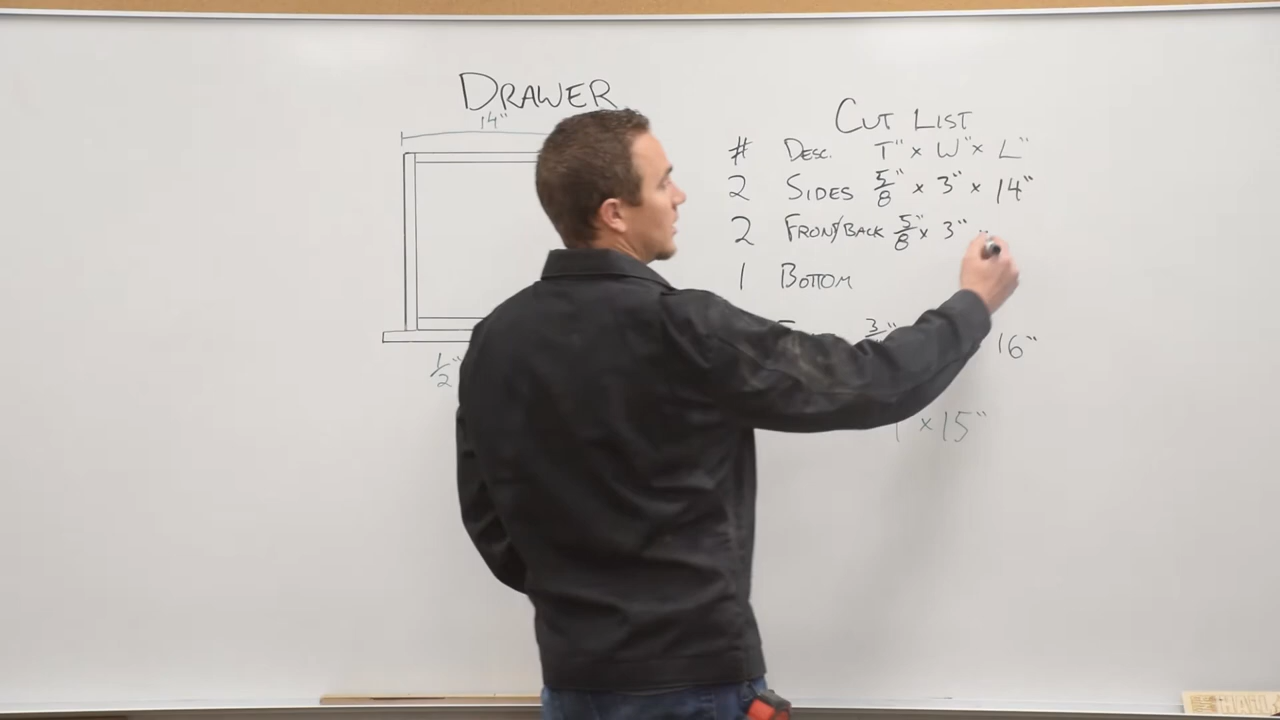 DRAWER
14"
1/2"
CUT LIST
# DESC. T" x W" x L"
2 SIDES 5/8" x 3" x 14"
2 FRONT/BACK 5/8" x 3"
1 BOTTOM
16"
x 15"